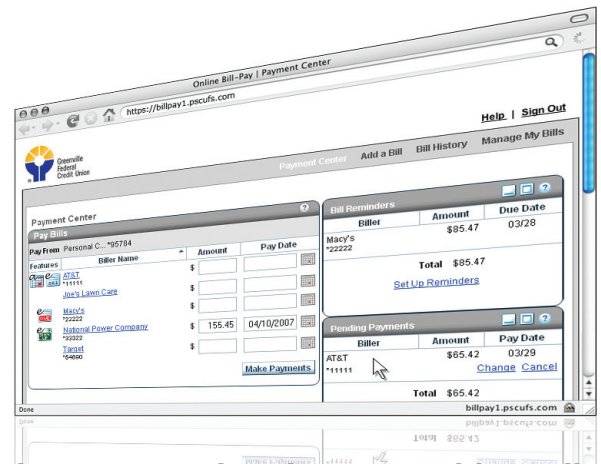 Online Bill-Pay | Payment Center
https://billpay1.pscufs.com
Help | Sign Out
Greenville
Federal
Credit Union
Payment Center Add a Bill Bill History Manage My Bills
Payment Center
Pay Bills ?
Pay From Personal C... *95784
Features Biller Name Amount Pay Date
AT&T $
*11111
Joe's Lawn Care $
Macy's $
*22222
National Power Company $ 155.45 04/10/2007
*33322
Target $
*54690
Make Payments
Bill Reminders ?
Biller Amount Due Date
Macy's $85.47 03/28
*22222
Total $85.47
Set Up Reminders
Pending Payments ?
Biller Amount Pay Date
AT&T $65.42 03/29
*11111 Change Cancel
Total $65.42
Done billpay1.pscufs.com